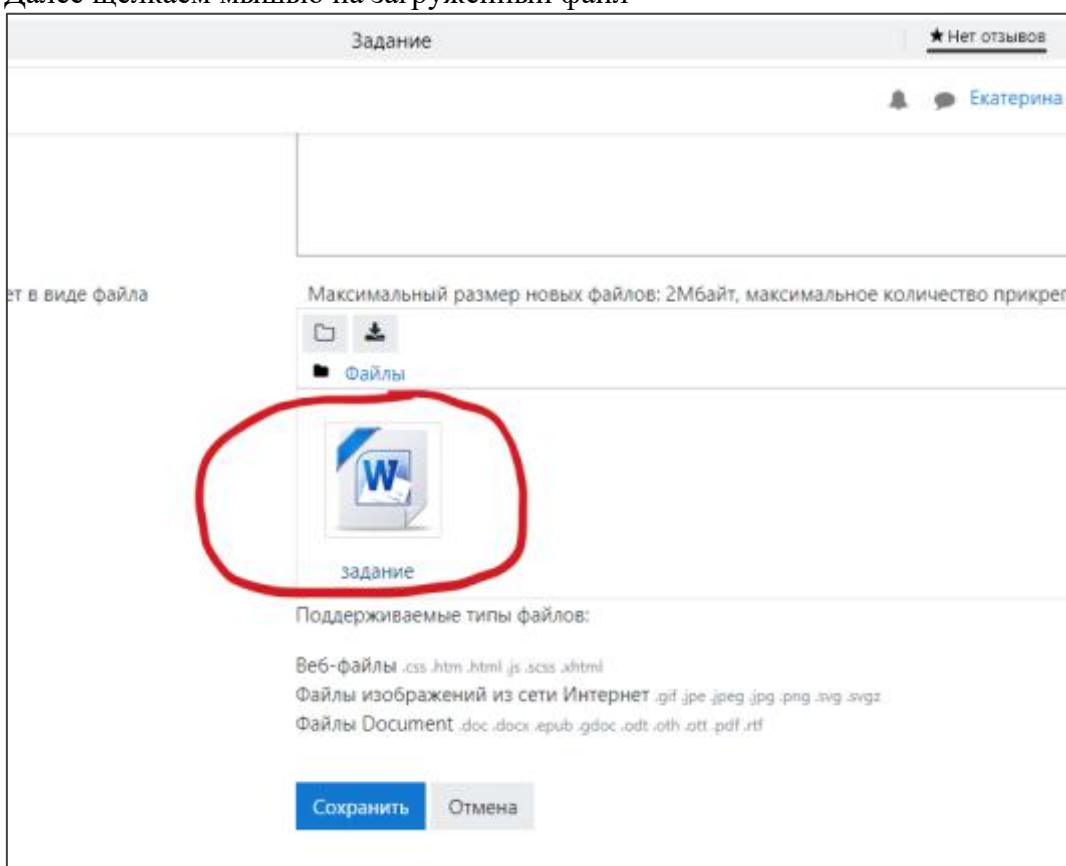 Далее щелкаем мышью на загруженный файл
Задание
★ Нет отзывов
Екатерина
ет в виде файла
Максимальный размер новых файлов: 2Мбайт, максимальное количество прикреп
Файлы
W
задание
Поддерживаемые типы файлов:
Веб-файлы .css .htm .html .js .scss .xhtml
Файлы изображений из сети Интернет .gif .jpe .jpeg .jpg .png .svg .svgz
Файлы Document .doc .docx .epub .gdoc .odt .oth .ott .pdf .rtf
Сохранить Отмена